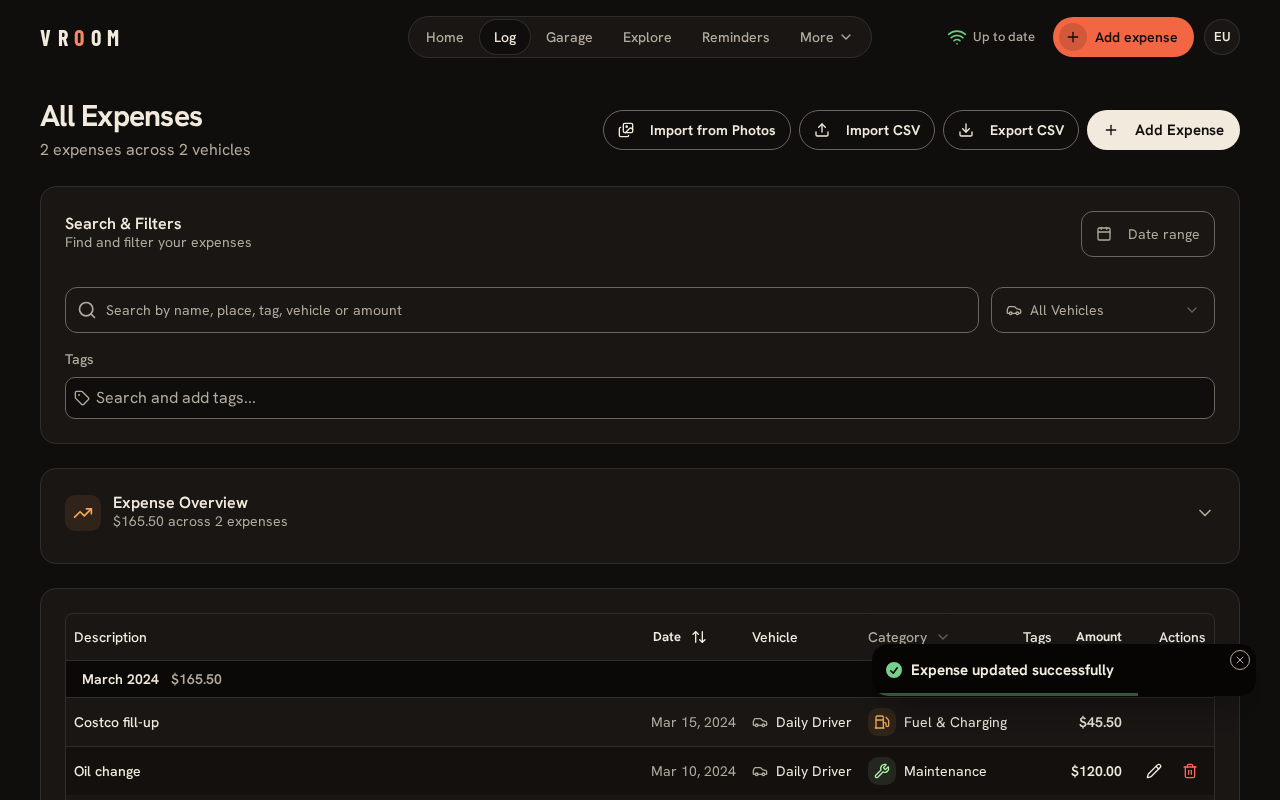 VROOM
Home Log Garage Explore Reminders More
Up to date
Add expense
EU
All Expenses
2 expenses across 2 vehicles
Import from Photos
Import CSV
Export CSV
Add Expense
Search & Filters
Find and filter your expenses
Date range
Search by name, place, tag, vehicle or amount
All Vehicles
Tags
Search and add tags...
Expense Overview
$165.50 across 2 expenses
Description Date Vehicle Category Tags Amount Actions
March 2024 $165.50
Expense updated successfully
Costco fill-up Mar 15, 2024 Daily Driver Fuel & Charging $45.50
Oil change Mar 10, 2024 Daily Driver Maintenance $120.00